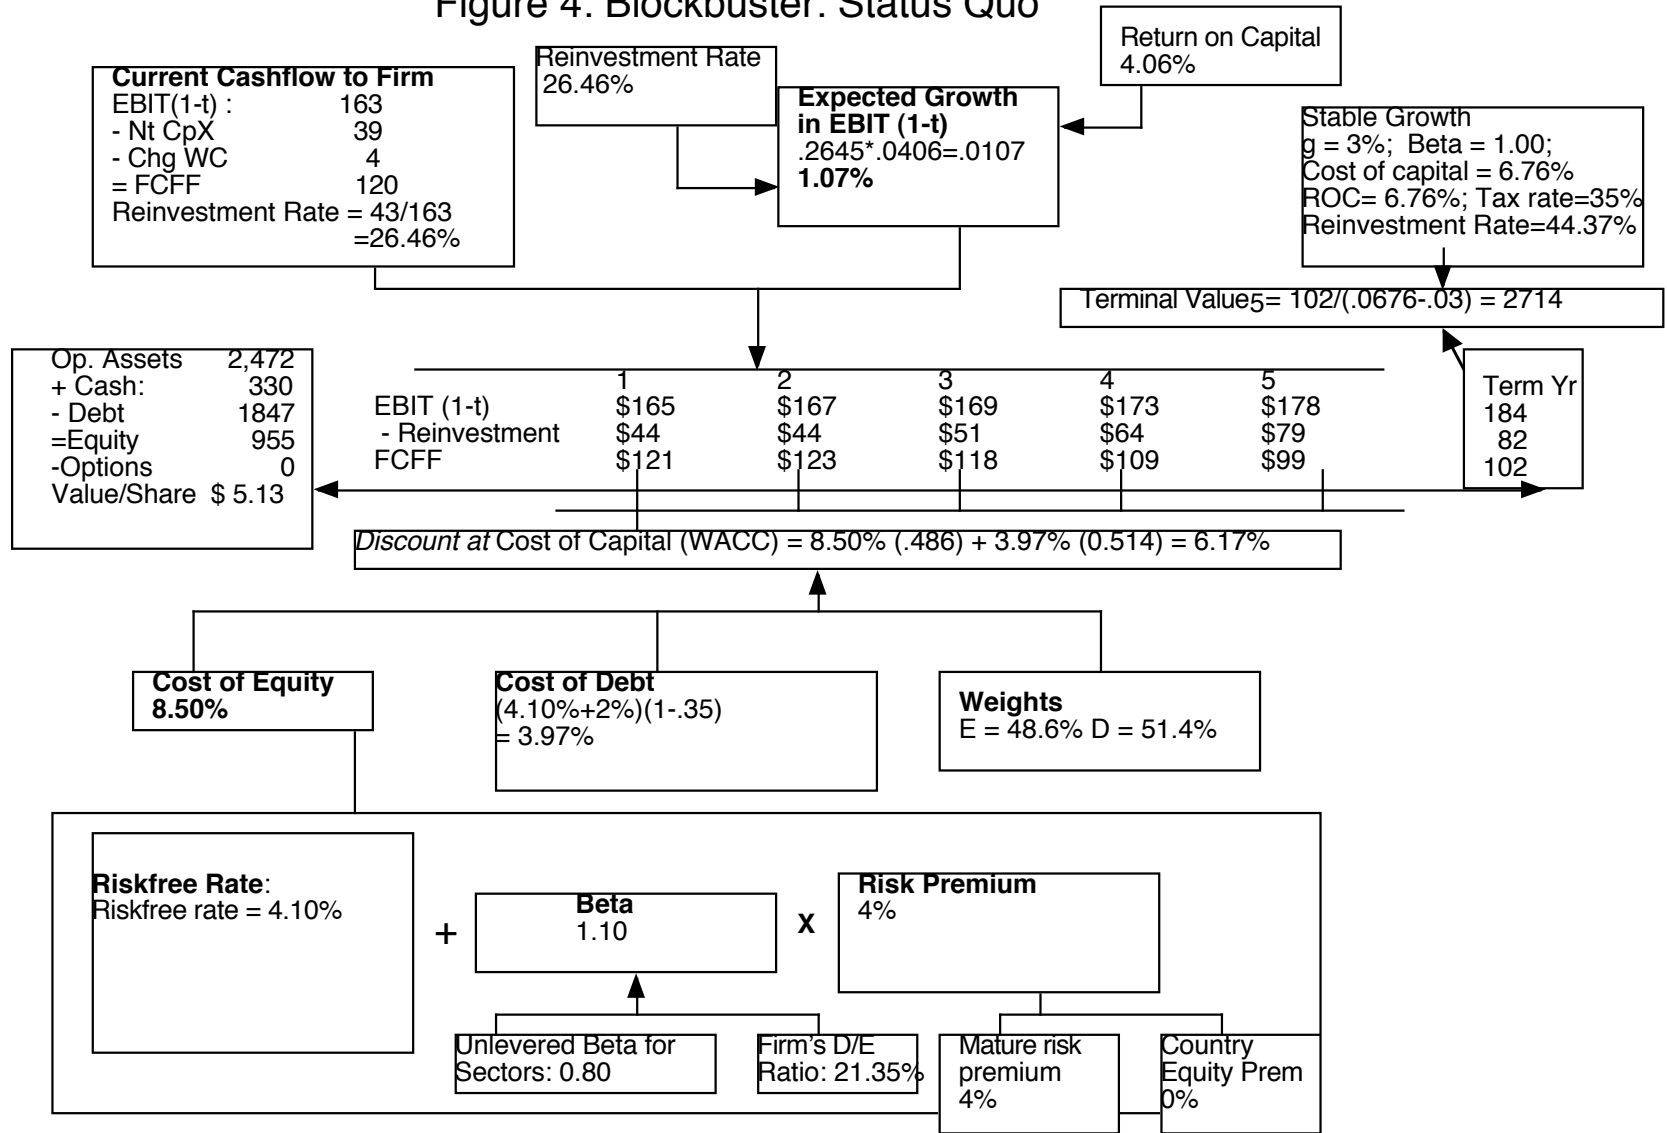 Figure 4: Blockbuster: Status Quo
Return on Capital
4.06%
Reinvestment Rate
26.46%
Current Cashflow to Firm
EBIT(1-t) : 163
- Nt CpX 39
- Chg WC 4
= FCFF 120
Reinvestment Rate = 43/163
=26.46%
Expected Growth
in EBIT (1-t)
.2645*.0406=.0107
1.07%
Stable Growth
g = 3%; Beta = 1.00;
Cost of capital = 6.76%
ROC= 6.76%; Tax rate=35%
Reinvestment Rate=44.37%
Terminal Value5= 102/(.0676-.03) = 2714
Op. Assets 2,472
+ Cash: 330
- Debt 1847
=Equity 955
-Options 0
Value/Share $ 5.13
1 2 3 4 5
EBIT (1-t) $165 $167 $169 $173 $178
- Reinvestment $44 $44 $51 $64 $79
FCFF $121 $123 $118 $109 $99
Term Yr
184
82
102
Discount at Cost of Capital (WACC) = 8.50% (.486) + 3.97% (0.514) = 6.17%
Cost of Equity
8.50%
Cost of Debt
(4.10%+2%)(1-.35)
= 3.97%
Weights
E = 48.6% D = 51.4%
Riskfree Rate:
Riskfree rate = 4.10%
+
Beta
1.10
X
Risk Premium
4%
Unlevered Beta for
Sectors: 0.80
Firm's D/E
Ratio: 21.35%
Mature risk
premium
4%
Country
Equity Prem
0%